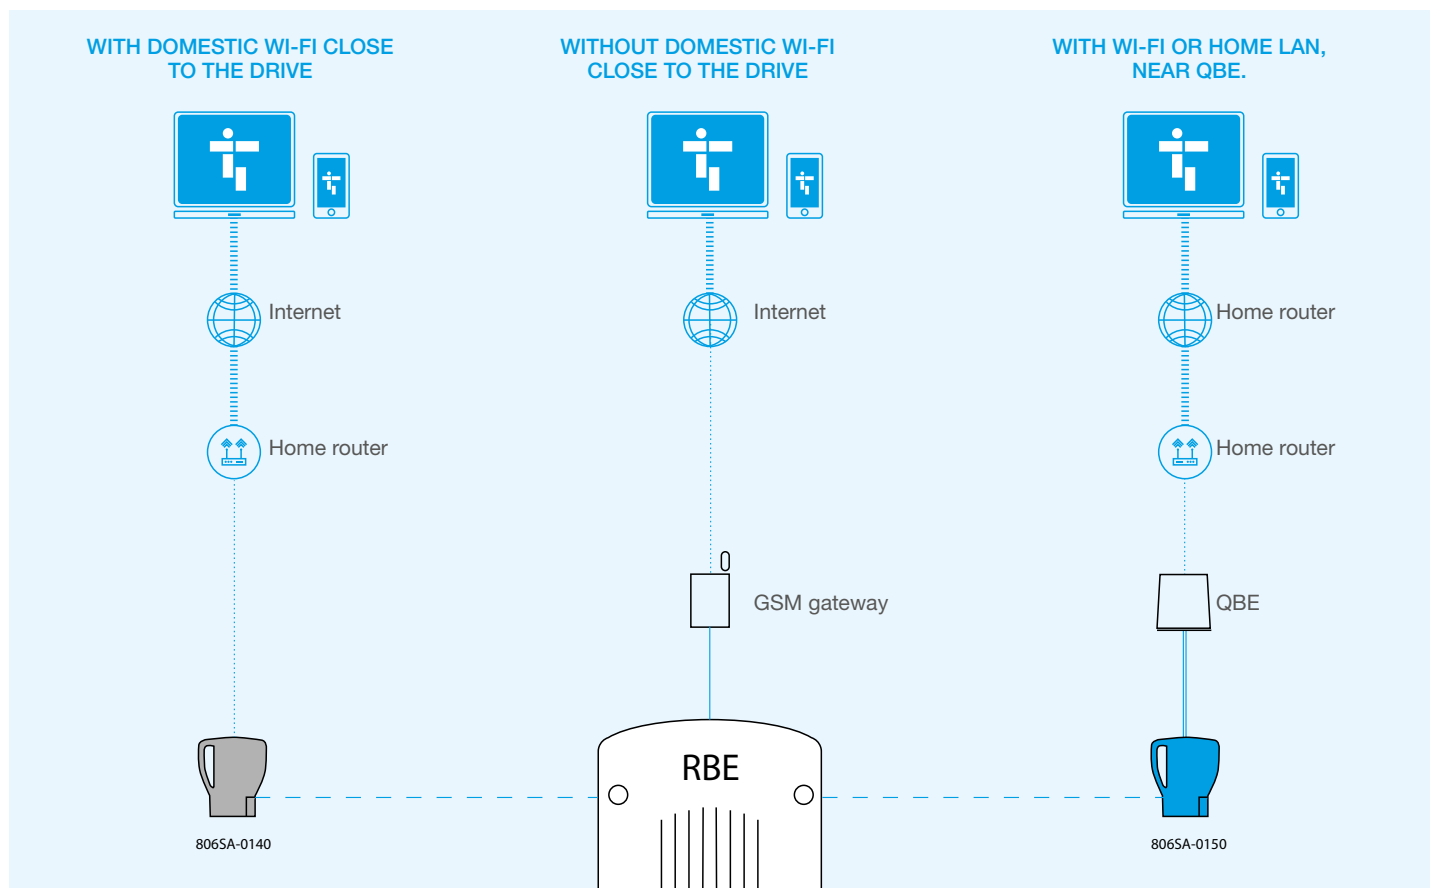 WITH DOMESTIC WI-FI CLOSE
TO THE DRIVE
Internet
Home router
806SA-0140
WITHOUT DOMESTIC WI-FI
CLOSE TO THE DRIVE
Internet
GSM gateway
RBE
WITH WI-FI OR HOME LAN,
NEAR QBE.
Home router
Home router
QBE
806SA-0150